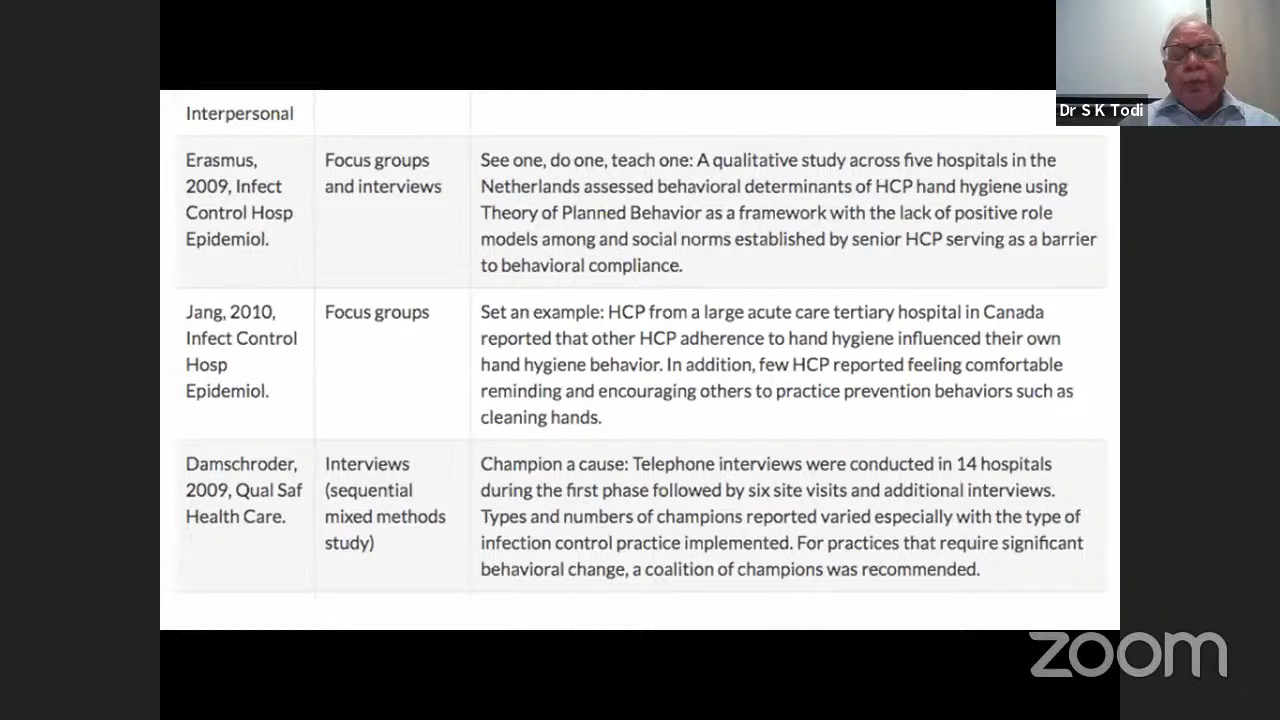 Dr S K Todi
Interpersonal
Erasmus,
2009, Infect
Control Hosp
Epidemiol.
Focus groups
and interviews
See one, do one, teach one: A qualitative study across five hospitals in the
Netherlands assessed behavioral determinants of HCP hand hygiene using
Theory of Planned Behavior as a framework with the lack of positive role
models among and social norms established by senior HCP serving as a barrier
to behavioral compliance.
Jang, 2010,
Infect Control
Hosp
Epidemiol.
Focus groups
Set an example: HCP from a large acute care tertiary hospital in Canada
reported that other HCP adherence to hand hygiene influenced their own
hand hygiene behavior. In addition, few HCP reported feeling comfortable
reminding and encouraging others to practice prevention behaviors such as
cleaning hands.
Damschroder,
2009, Qual Saf
Health Care.
Interviews
(sequential
mixed methods
study)
Champion a cause: Telephone interviews were conducted in 14 hospitals
during the first phase followed by six site visits and additional interviews.
Types and numbers of champions reported varied especially with the type of
infection control practice implemented. For practices that require significant
behavioral change, a coalition of champions was recommended.
zoom